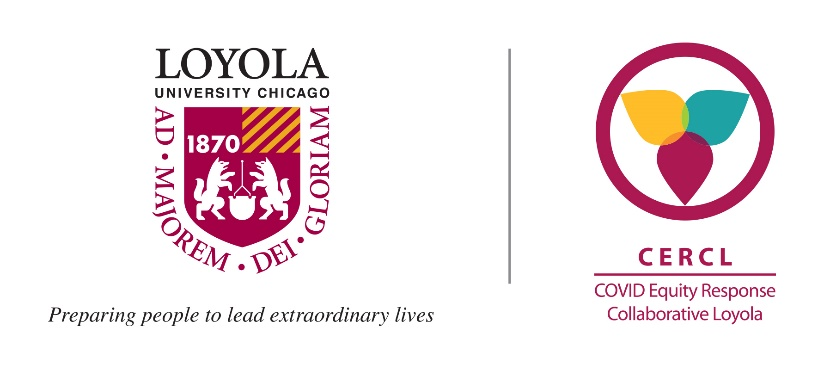 LOYOLA
UNIVERSITY CHICAGO
1870
AD • MAJOREM • DEI • GLORIAM
Preparing people to lead extraordinary lives
CERCL
COVID Equity Response
Collaborative Loyola